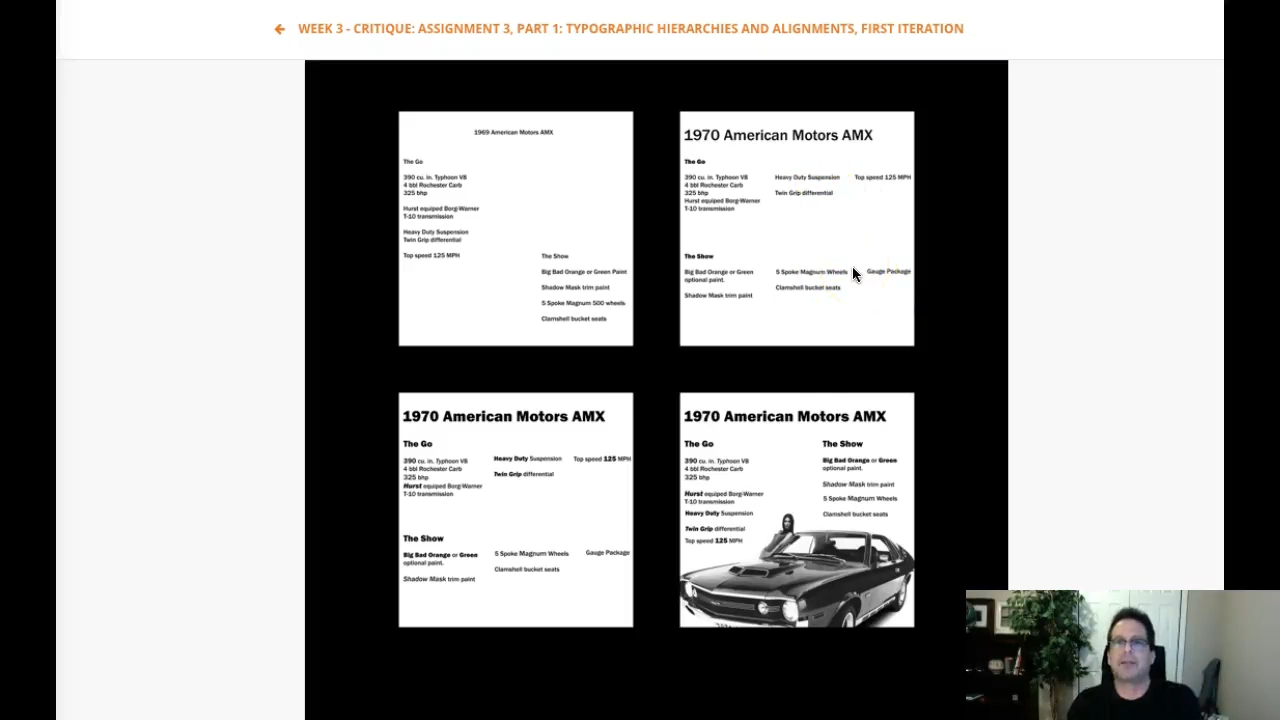 WEEK 3 - CRITIQUE: ASSIGNMENT 3, PART 1: TYPOGRAPHIC HIERARCHIES AND ALIGNMENTS, FIRST ITERATION
1969 American Motors AMX
The Go
390 cu. in. Typhoon V8
4 bbl Rochester Carb
325 bhp
Hurst equiped Borg-Warner
T-10 transmission
Heavy Duty Suspension
Twin Grip differential
Top speed 125 MPH
The Show
Big Bad Orange or Green Paint
Shadow Mask trim paint
5 Spoke Magnum 500 wheels
Clamshell bucket seats
1970 American Motors AMX
The Go
390 cu. in. Typhoon V8
4 bbl Rochester Carb
325 bhp
Hurst equiped Borg-Warner
T-10 transmission
Heavy Duty Suspension
Twin Grip differential
Top speed 125 MPH
The Show
Big Bad Orange or Green
optional paint.
Shadow Mask trim paint
5 Spoke Magnum Wheels
Clamshell bucket seats
Gauge Package
1970 American Motors AMX
The Go
390 cu. in. Typhoon V8
4 bbl Rochester Carb
325 bhp
Hurst equiped Borg-Warner
T-10 transmission
Heavy Duty Suspension
Twin Grip differential
Top speed 125 MPH
The Show
Big Bad Orange or Green
optional paint.
Shadow Mask trim paint
5 Spoke Magnum Wheels
Clamshell bucket seats
Gauge Package
1970 American Motors AMX
The Go
390 cu. in. Typhoon V8
4 bbl Rochester Carb
325 bhp
Hurst equiped Borg-Warner
T-10 transmission
Heavy Duty Suspension
Twin Grip differential
Top speed 125 MPH
The Show
Big Bad Orange or Green
optional paint.
Shadow Mask trim paint
5 Spoke Magnum Wheels
Clamshell bucket seats